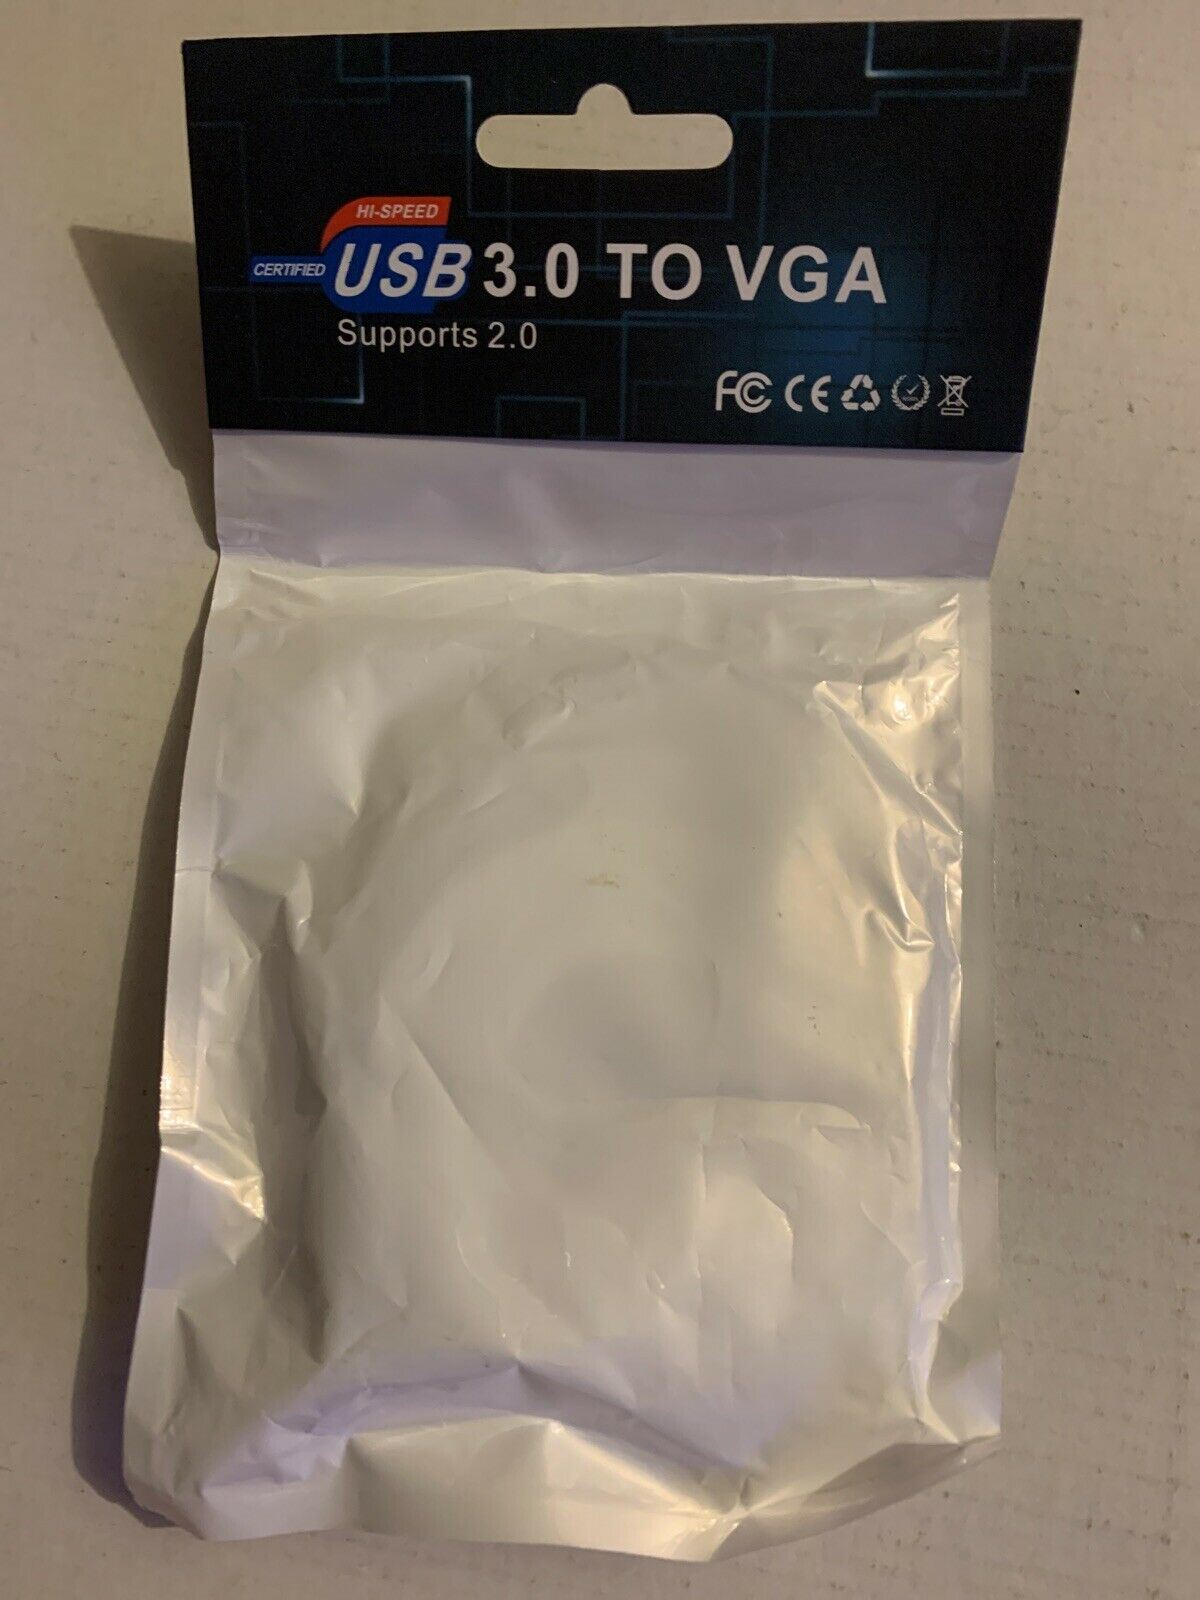 HI-SPEED
CERTIFIED USB 3.0 TO VGA
Supports 2.0
FC CE